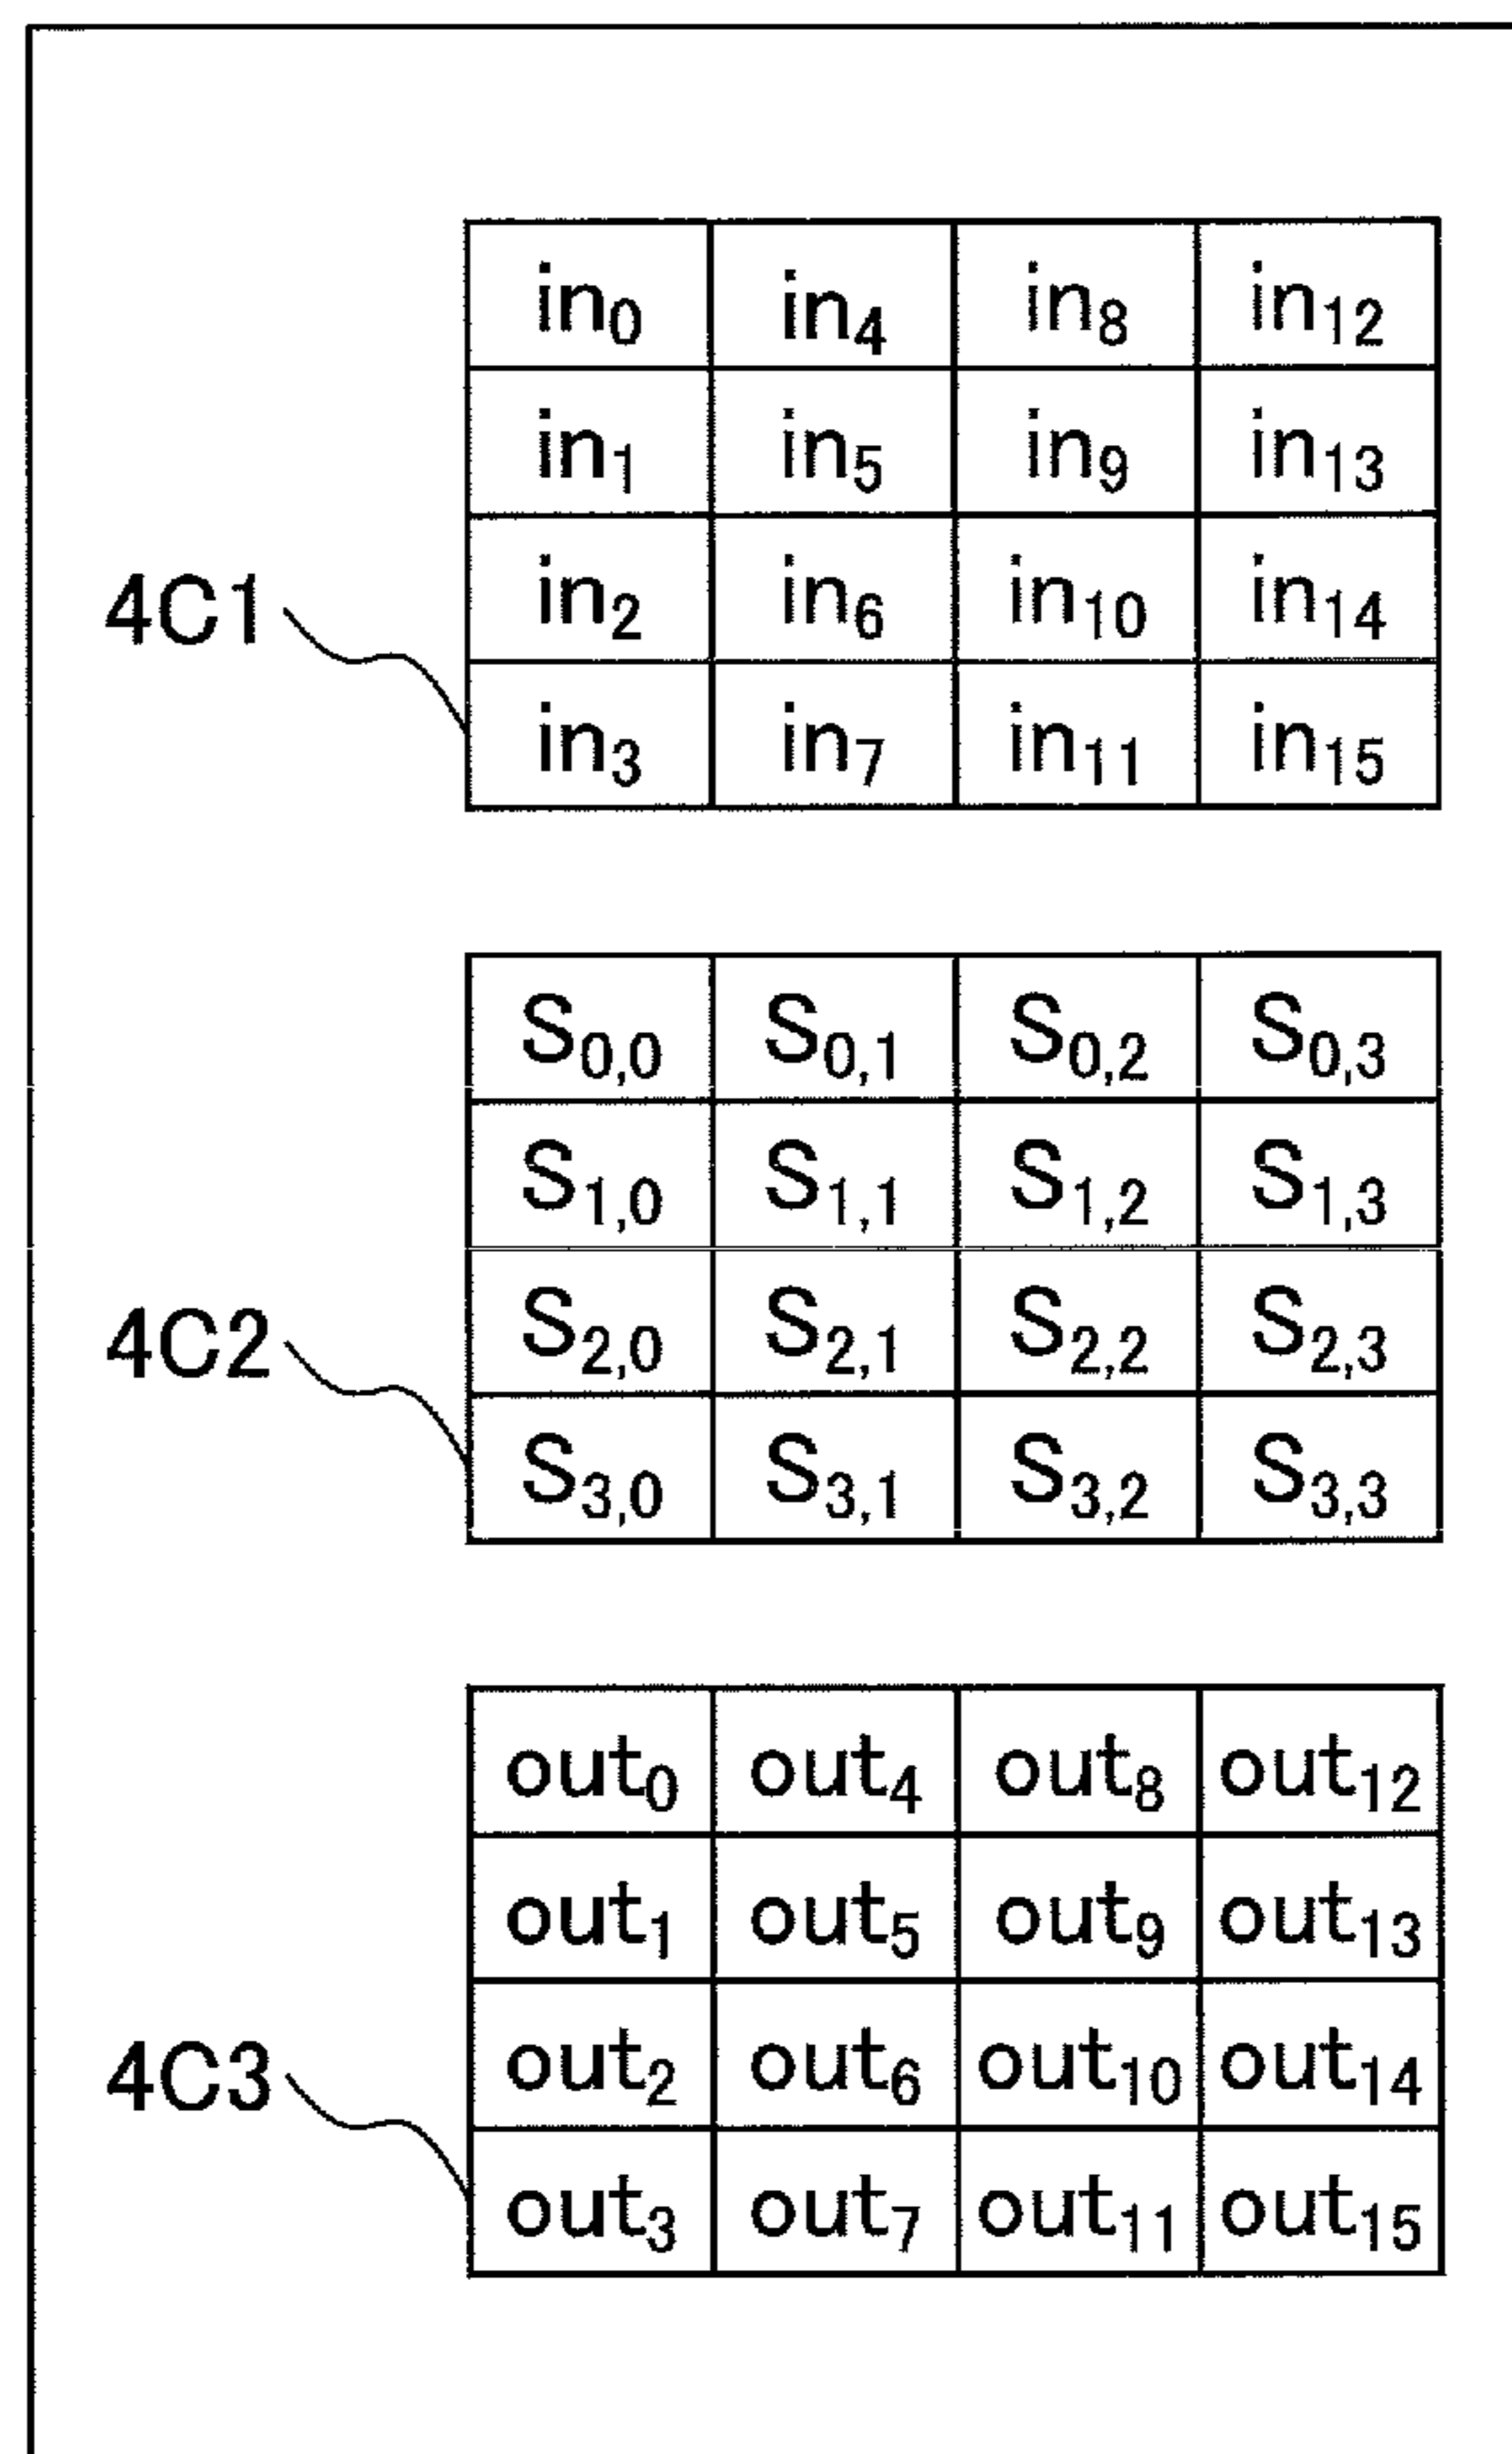 in0 in4 in8 in12
in1 in5 in9 in13
4C1 in2 in6 in10 in14
in3 in7 in11 in15
S0,0 S0,1 S0,2 S0,3
S1,0 S1,1 S1,2 S1,3
4C2 S2,0 S2,1 S2,2 S2,3
S3,0 S3,1 S3,2 S3,3
out0 out4 out8 out12
out1 out5 out9 out13
4C3 out2 out6 out10 out14
out3 out7 out11 out15